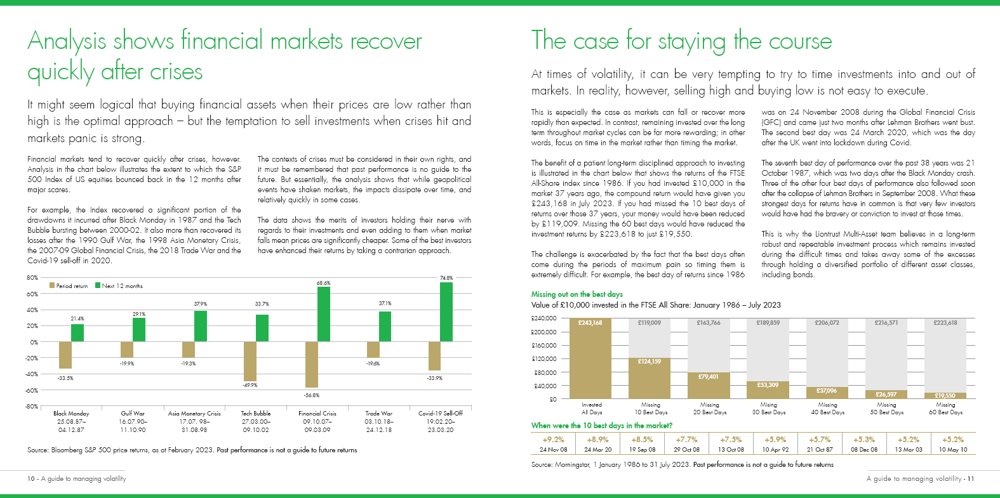 Analysis shows financial markets recover
quickly after crises
It might seem logical that buying financial assets when their prices are low rather than
high is the optimal approach – but the temptation to sell investments when crises hit and
markets panic is strong.
Financial markets tend to recover quickly after crises, however.
Analysis in the chart below illustrates the extent to which the S&P
500 Index of US equities bounced back in the 12 months after
major scares.
For example, the Index recovered a significant portion of the
drawdowns it incurred after Black Monday in 1987 and the Tech
Bubble bursting between 2000-02. It also more than recovered its
losses after the 1990 Gulf War, the 1998 Asia Monetary Crisis,
the 2007-09 Global Financial Crisis, the 2018 Trade War and the
Covid-19 sell-off in 2020.
The contexts of crises must be considered in their own rights, and
it must be remembered that past performance is no guide to the
future. But essentially, the analysis shows that while geopolitical
events have shaken markets, the impacts dissipate over time, and
relatively quickly in some cases.
The data shows the merits of investors holding their nerve with
regards to their investments and even adding to them when market
falls mean prices are significantly cheaper. Some of the best investors
have enhanced their returns by taking a contrarian approach.
80%
60%
40%
20%
0%
-20%
-40%
-60%
-80%
Period return
Next 12 months
21.4%
29.1%
37.9%
33.7%
68.6%
37.1%
74.8%
-33.5%
-19.9%
-19.3%
-49.9%
-56.8%
-19.6%
-33.9%
Black Monday
25.08.87–
04.12.87
Gulf War
16.07.90–
11.10.90
Asia Monetary Crisis
17.07. 98–
31.08.98
Tech Bubble
27.03.00–
09.10.02
Financial Crisis
09.10.07–
09.03.09
Trade War
03.10.18–
24.12.18
Covid-19 Sell-Off
19.02.20–
23.03.20
Source: Bloomberg S&P 500 price returns, as at February 2023. Past performance is not a guide to future returns
10 - A guide to managing volatility
The case for staying the course
At times of volatility, it can be very tempting to try to time investments into and out of
markets. In reality, however, selling high and buying low is not easy to execute.
This is especially the case as markets can fall or recover more
rapidly than expected. In contrast, remaining invested over the long
term throughout market cycles can be far more rewarding; in other
words, focus on time in the market rather than timing the market.
The benefit of a patient long-term disciplined approach to investing
is illustrated in the chart below that shows the returns of the FTSE
All-Share index since 1986. If you had invested £10,000 in the
market 37 years ago, the compound return would have given you
£243,168 in July 2023. If you had missed the 10 best days of
returns over those 37 years, your money would have been reduced
by £119,009. Missing the 60 best days would have reduced the
investment returns by £223,618 to just £19,550.
The challenge is exacerbated by the fact that the best days often
come during the periods of maximum pain so timing them is
extremely difficult. For example, the best day of returns since 1986
was on 24 November 2008 during the Global Financial Crisis
(GFC) and came just two months after Lehman Brothers went bust.
The second best day was 24 March 2020, which was the day
after the UK went into lockdown during Covid.
The seventh best day of performance over the past 38 years was 21
October 1987, which was two days after the Black Monday crash.
Three of the other four best days of performance also followed soon
after the collapse of Lehman Brothers in September 2008. What these
strongest days for returns have in common is that very few investors
would have had the bravery or conviction to invest at those times.
This is why the Liontrust Multi-Asset team believes in a long-term
robust and repeatable investment process which remains invested
during the difficult times and takes away some of the excesses
through holding a diversified portfolio of different asset classes,
including bonds.
Missing out on the best days
Value of £10,000 invested in the FTSE All Share: January 1986 – July 2023
£240,000
£200,000
£160,000
£120,000
£80,000
£40,000
£0
£243,168
£119,009
£163,766
£189,859
£206,072
£216,571
£223,618
£124,159
£79,401
£53,309
£37,096
£26,597
£19,550
Invested
All Days
Missing
10 Best Days
Missing
20 Best Days
Mising
30 Best Days
Missing
40 Best Days
Missing
50 Best Days
Missing
60 Best Days
When were the 10 best days in the market?
+9.2% +8.9% +8.5% +7.7% +7.5% +5.9% +5.7% +5.3% +5.2% +5.2%
24 Nov 08 24 Mar 20 19 Sep 08 29 Oct 08 13 Oct 08 10 Apr 92 21 Oct 87 08 Dec 08 13 Mar 03 10 May 10
Source: Morningstar, 1 January 1986 to 31 July 2023. Past performance is not a guide to future returns
A guide to managing volatility - 11